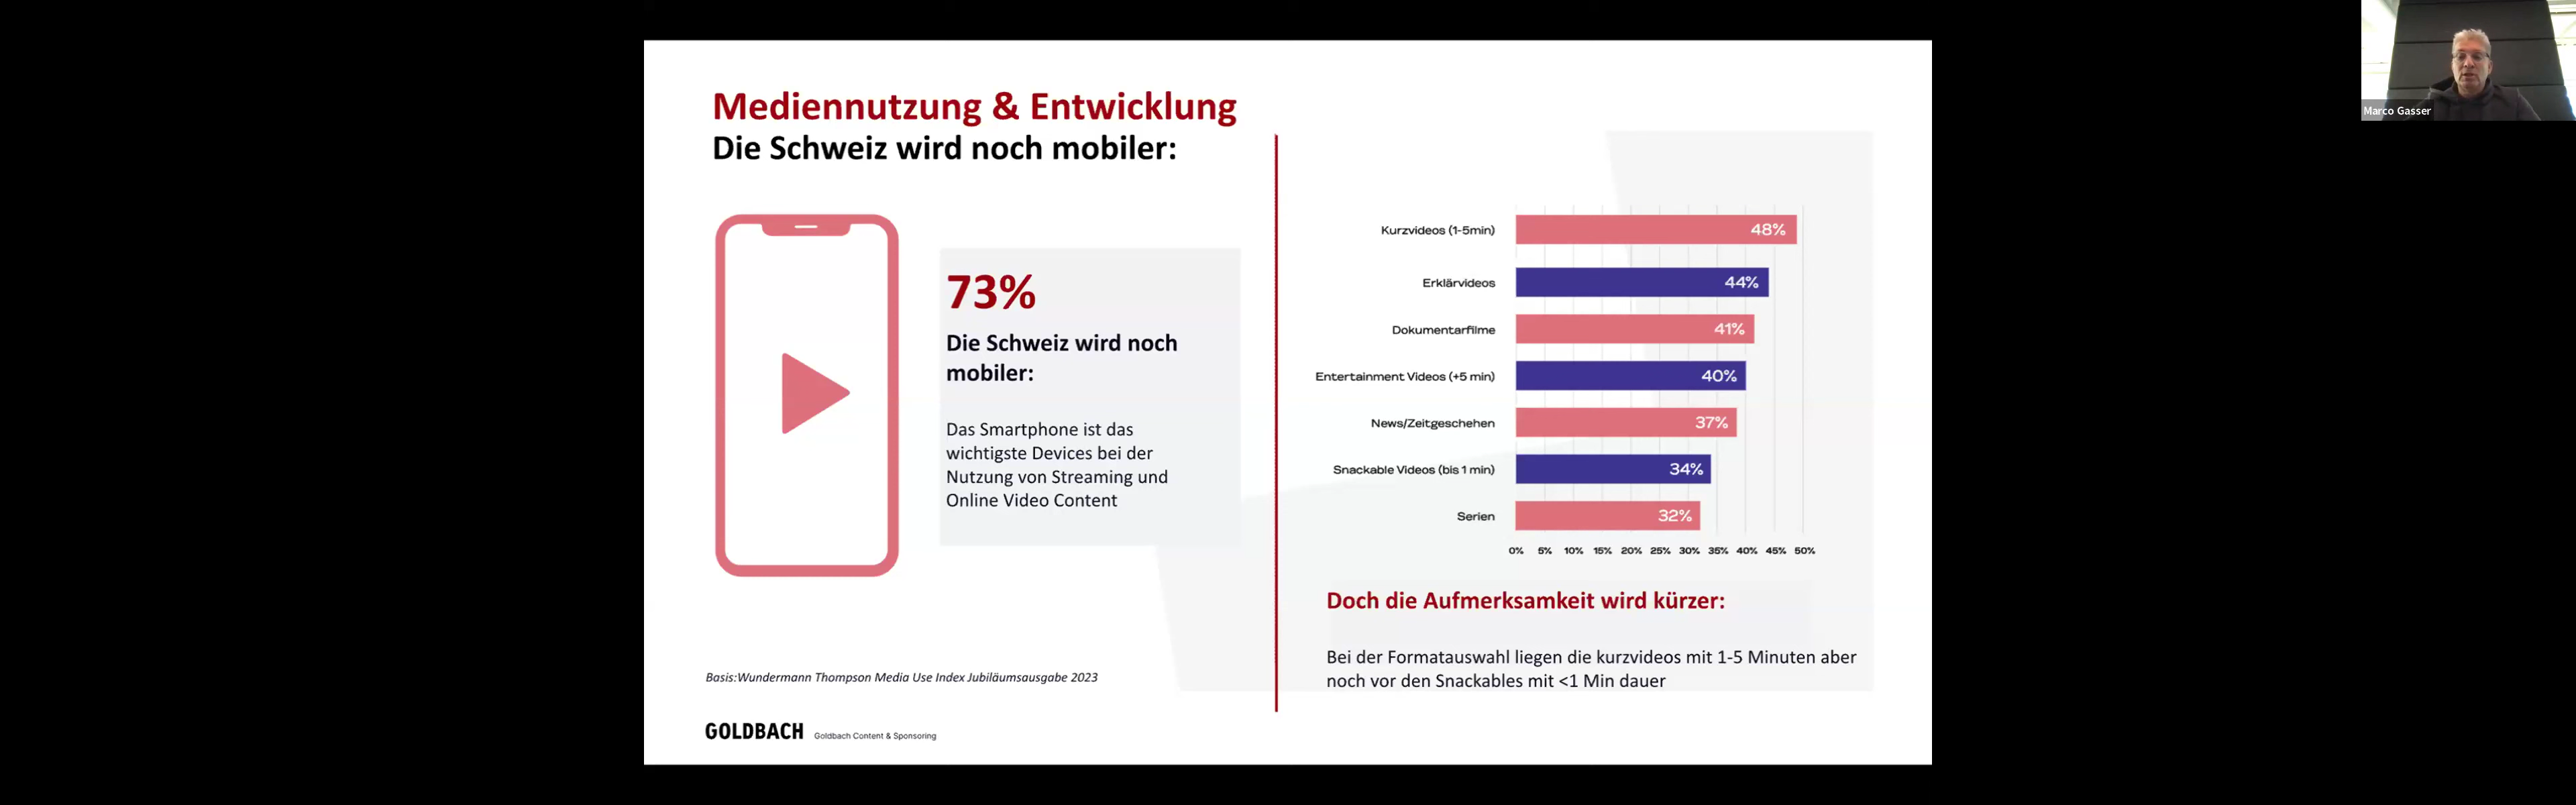 Mediennutzung & Entwicklung
Die Schweiz wird noch mobiler:
73%
Die Schweiz wird noch
mobiler:
Das Smartphone ist das
wichtigste Devices bei der
Nutzung von Streaming und
Online Video Content
Basis:Wundermann Thompson Media Use Index Jubiläumsausgabe 2023
GOLDBACH Goldbach Content & Sponsoring
Kurzvideos (1-5min) 48%
Erklärvideos 44%
Dokumentarfilme 41%
Entertainment Videos (+5 min) 40%
News/Zeitgeschehen 37%
Snackable Videos (bis 1 min) 34%
Serien 32%
0% 5% 10% 15% 20% 25% 30% 35% 40% 45% 50%
Doch die Aufmerksamkeit wird kürzer:
Bei der Formatauswahl liegen die kurzvideos mit 1-5 Minuten aber
noch vor den Snackables mit <1 Min dauer
Marco Gasser